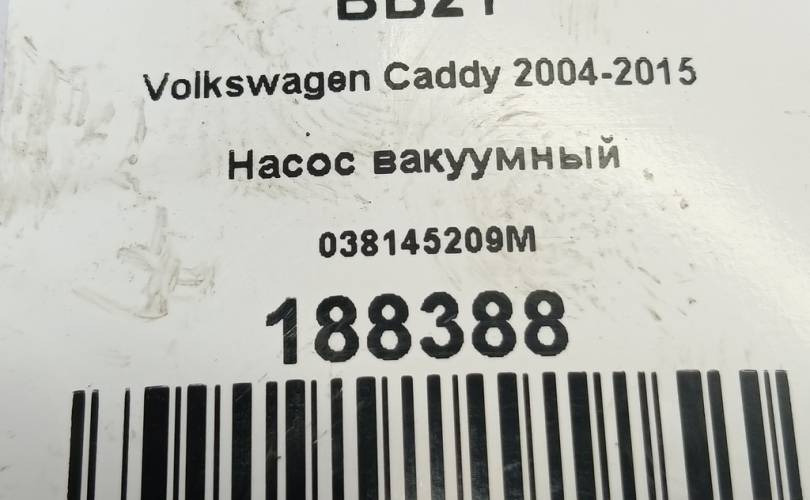 Volkswagen Caddy 2004-2015
Насос вакуумный
038145209M
188388